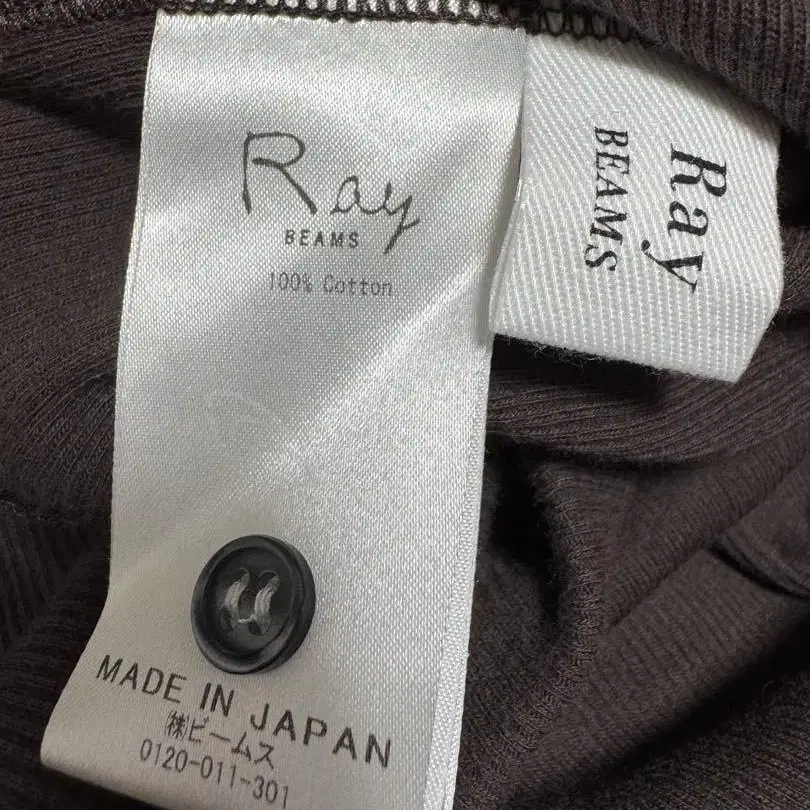 Ray
BEAMS
100% Cotton
MADE IN JAPAN
㈱ビームス
0120-011-301
Ray
BEAMS